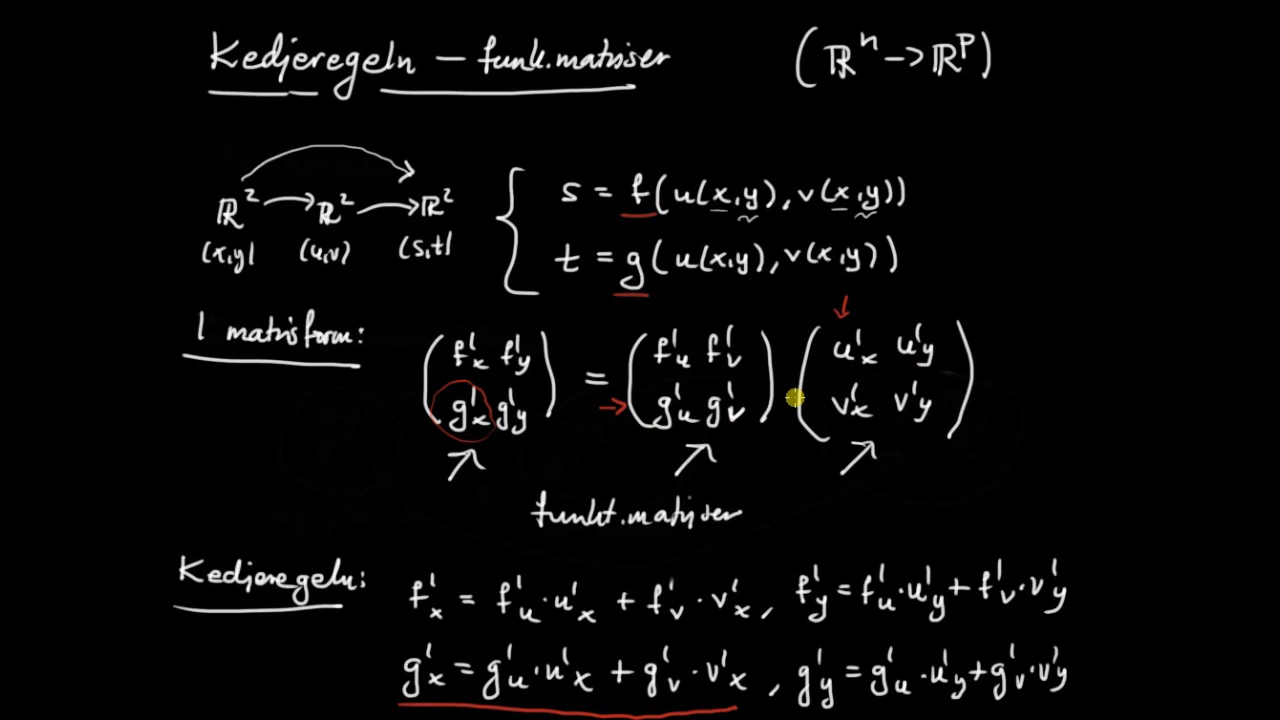 Kedjeregeln – funk.matriser (ℝⁿ → ℝᵖ)
ℝ² → ℝ² → ℝ²
(x,y) (u,v) (s,t)
s = f(u(x,y), v(x,y))
t = g(u(x,y), v(x,y))
I matrisform:
(f'x f'y) = (f'u f'v) · (u'x u'y)
(g'x g'y) (g'u g'v) (v'x v'y)
funkt.matriser
Kedjeregeln: f'x = f'u · u'x + f'v · v'x, f'y = f'u · u'y + f'v · v'y
g'x = g'u · u'x + g'v · v'x, g'y = g'u · u'y + g'v · v'y